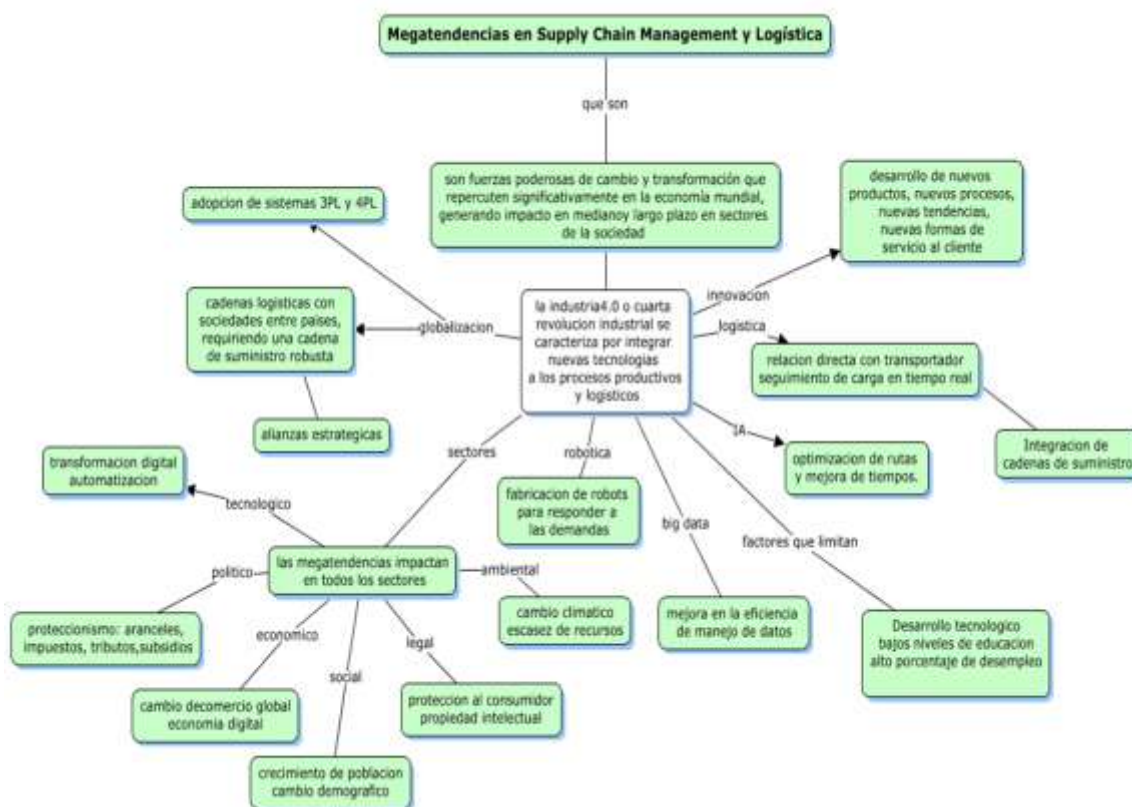 Megatendencias en Supply Chain Management y Logística
que son
son fuerzas poderosas de cambio y transformación que
repercuten significativamente en la economía mundial,
generando impacto en medianoy largo plazo en sectores
de la sociedad
desarrollo de nuevos
productos, nuevos procesos,
nuevas tendencias,
nuevas formas de
servicio al cliente
adopcion de sistemas 3PL y 4PL
innovacion
la industria4.0 o cuarta
revolucion industrial se
caracteriza por integrar
nuevas tecnologias
a los procesos productivos
y logisticos
globalizacion
cadenas logisticas con
sociedades entre paises,
requiriendo una cadena
de suministro robusta
alianzas estrategicas
logistica
relacion directa con transportador
seguimiento de carga en tiempo real
Integracion de
cadenas de suministro
IA
optimizacion de rutas
y mejora de tiempos.
sectores
robotica
fabricacion de robots
para responder a
las demandas
big data
mejora en la eficiencia
de manejo de datos
factores que limitan
Desarrollo tecnologico
bajos niveles de educacion
alto porcentaje de desempleo
transformacion digital
automatizacion
tecnologico
las megatendencias impactan
en todos los sectores
politico
proteccionismo: aranceles,
impuestos, tributos,subsidios
economico
cambio decomercio global
economia digital
social
crecimiento de poblacion
cambio demografico
legal
proteccion al consumidor
propiedad intelectual
ambiental
cambio climatico
escasez de recursos